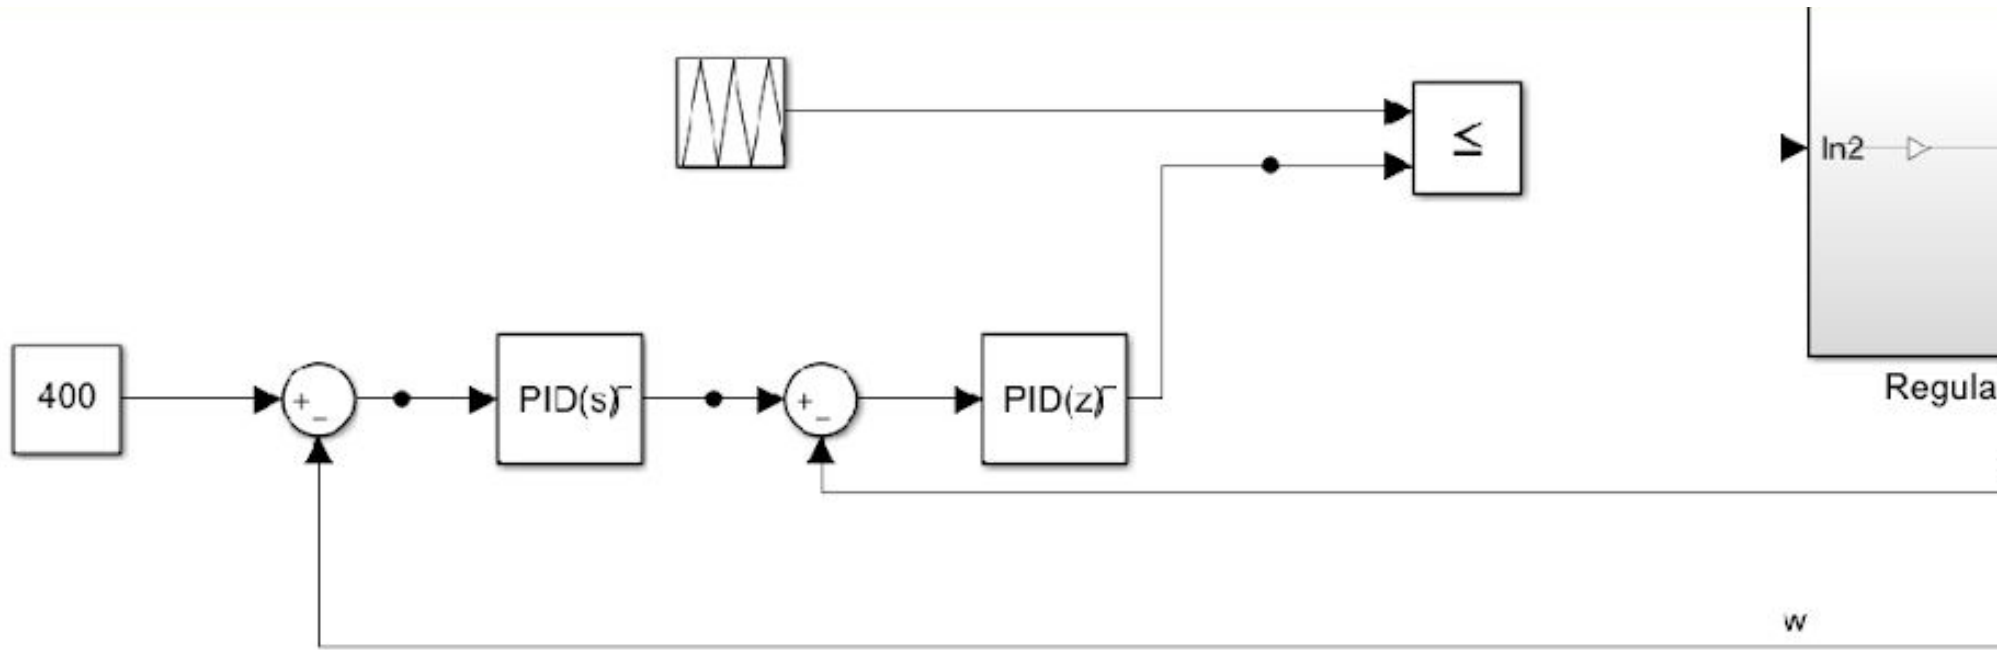 ≤
In2
400
+
−
PID(s)
+
−
PID(z)
Regula
w